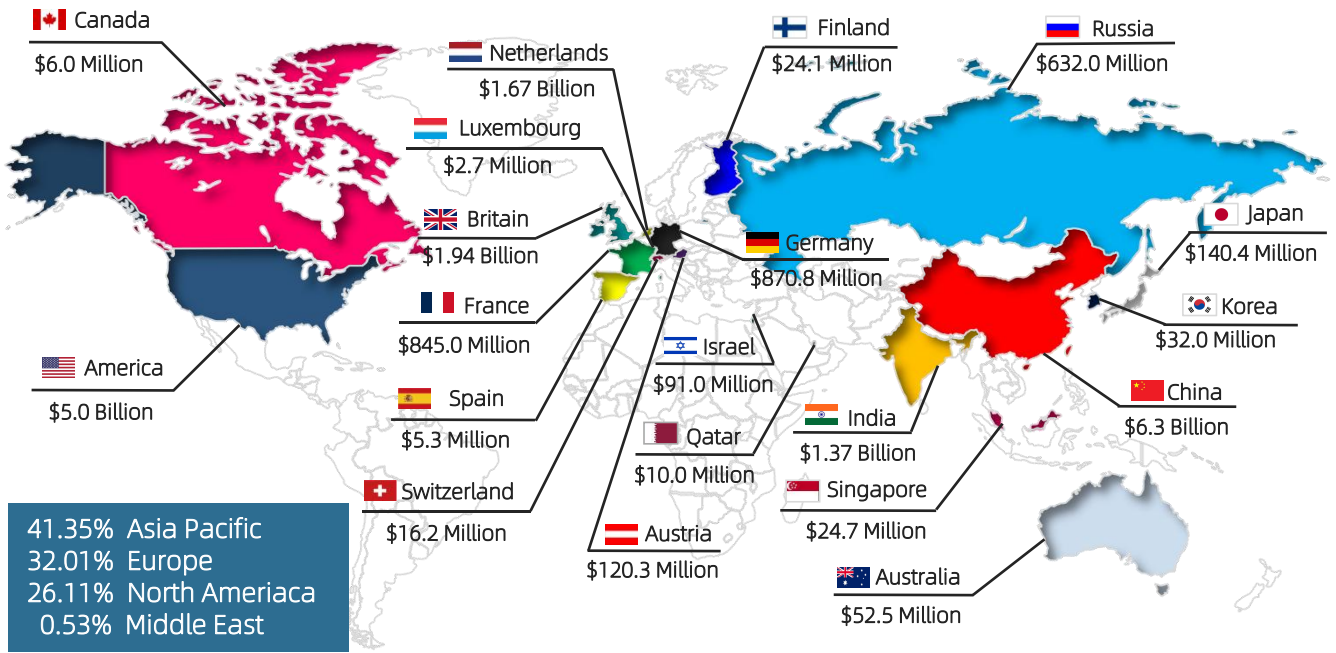 Canada
$6.0 Million
Netherlands
$1.67 Billion
Luxembourg
$2.7 Million
Finland
$24.1 Million
Russia
$632.0 Million
Britain
$1.94 Billion
Germany
$870.8 Million
Japan
$140.4 Million
France
$845.0 Million
Korea
$32.0 Million
America
$5.0 Billion
Israel
$91.0 Million
Spain
$5.3 Million
China
$6.3 Billion
India
$1.37 Billion
Qatar
$10.0 Million
Switzerland
$16.2 Million
Singapore
$24.7 Million
Austria
$120.3 Million
Australia
$52.5 Million
41.35% Asia Pacific
32.01% Europe
26.11% North Ameriaca
0.53% Middle East